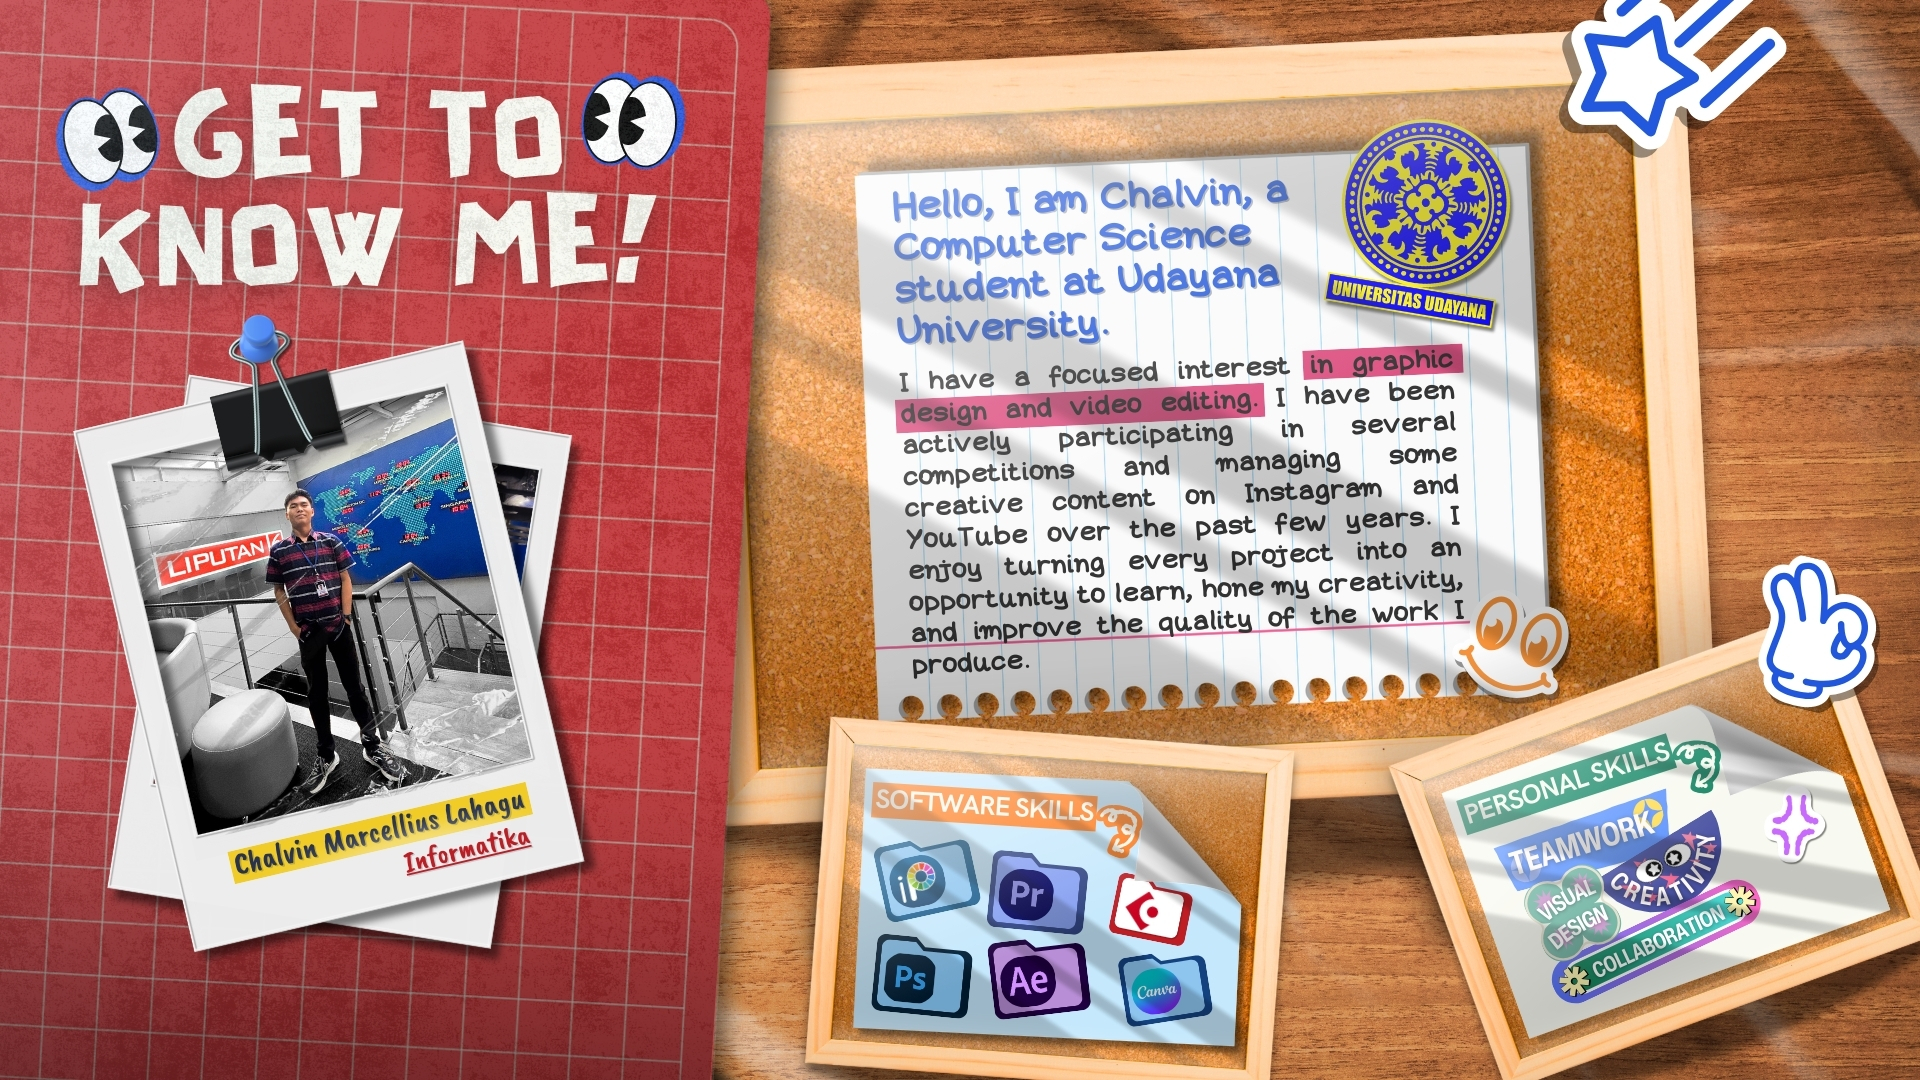 GET TO
KNOW ME!
LIPUTAN
Chalvin Marcellius Lahagu
Informatika
Hello, I am Chalvin, a
Computer Science
student at Udayana
University.
UNIVERSITAS UDAYANA
I have a focused interest in graphic
design and video editing. I have been
actively participating in several
competitions and managing some
creative content on Instagram and
YouTube over the past few years. I
enjoy turning every project into an
opportunity to learn, hone my creativity,
and improve the quality of the work I
produce.
SOFTWARE SKILLS
iP
Pr
Ps
Ae
Canva
PERSONAL SKILLS
TEAMWORK
CREATIVITY
VISUAL
DESIGN
COLLABORATION